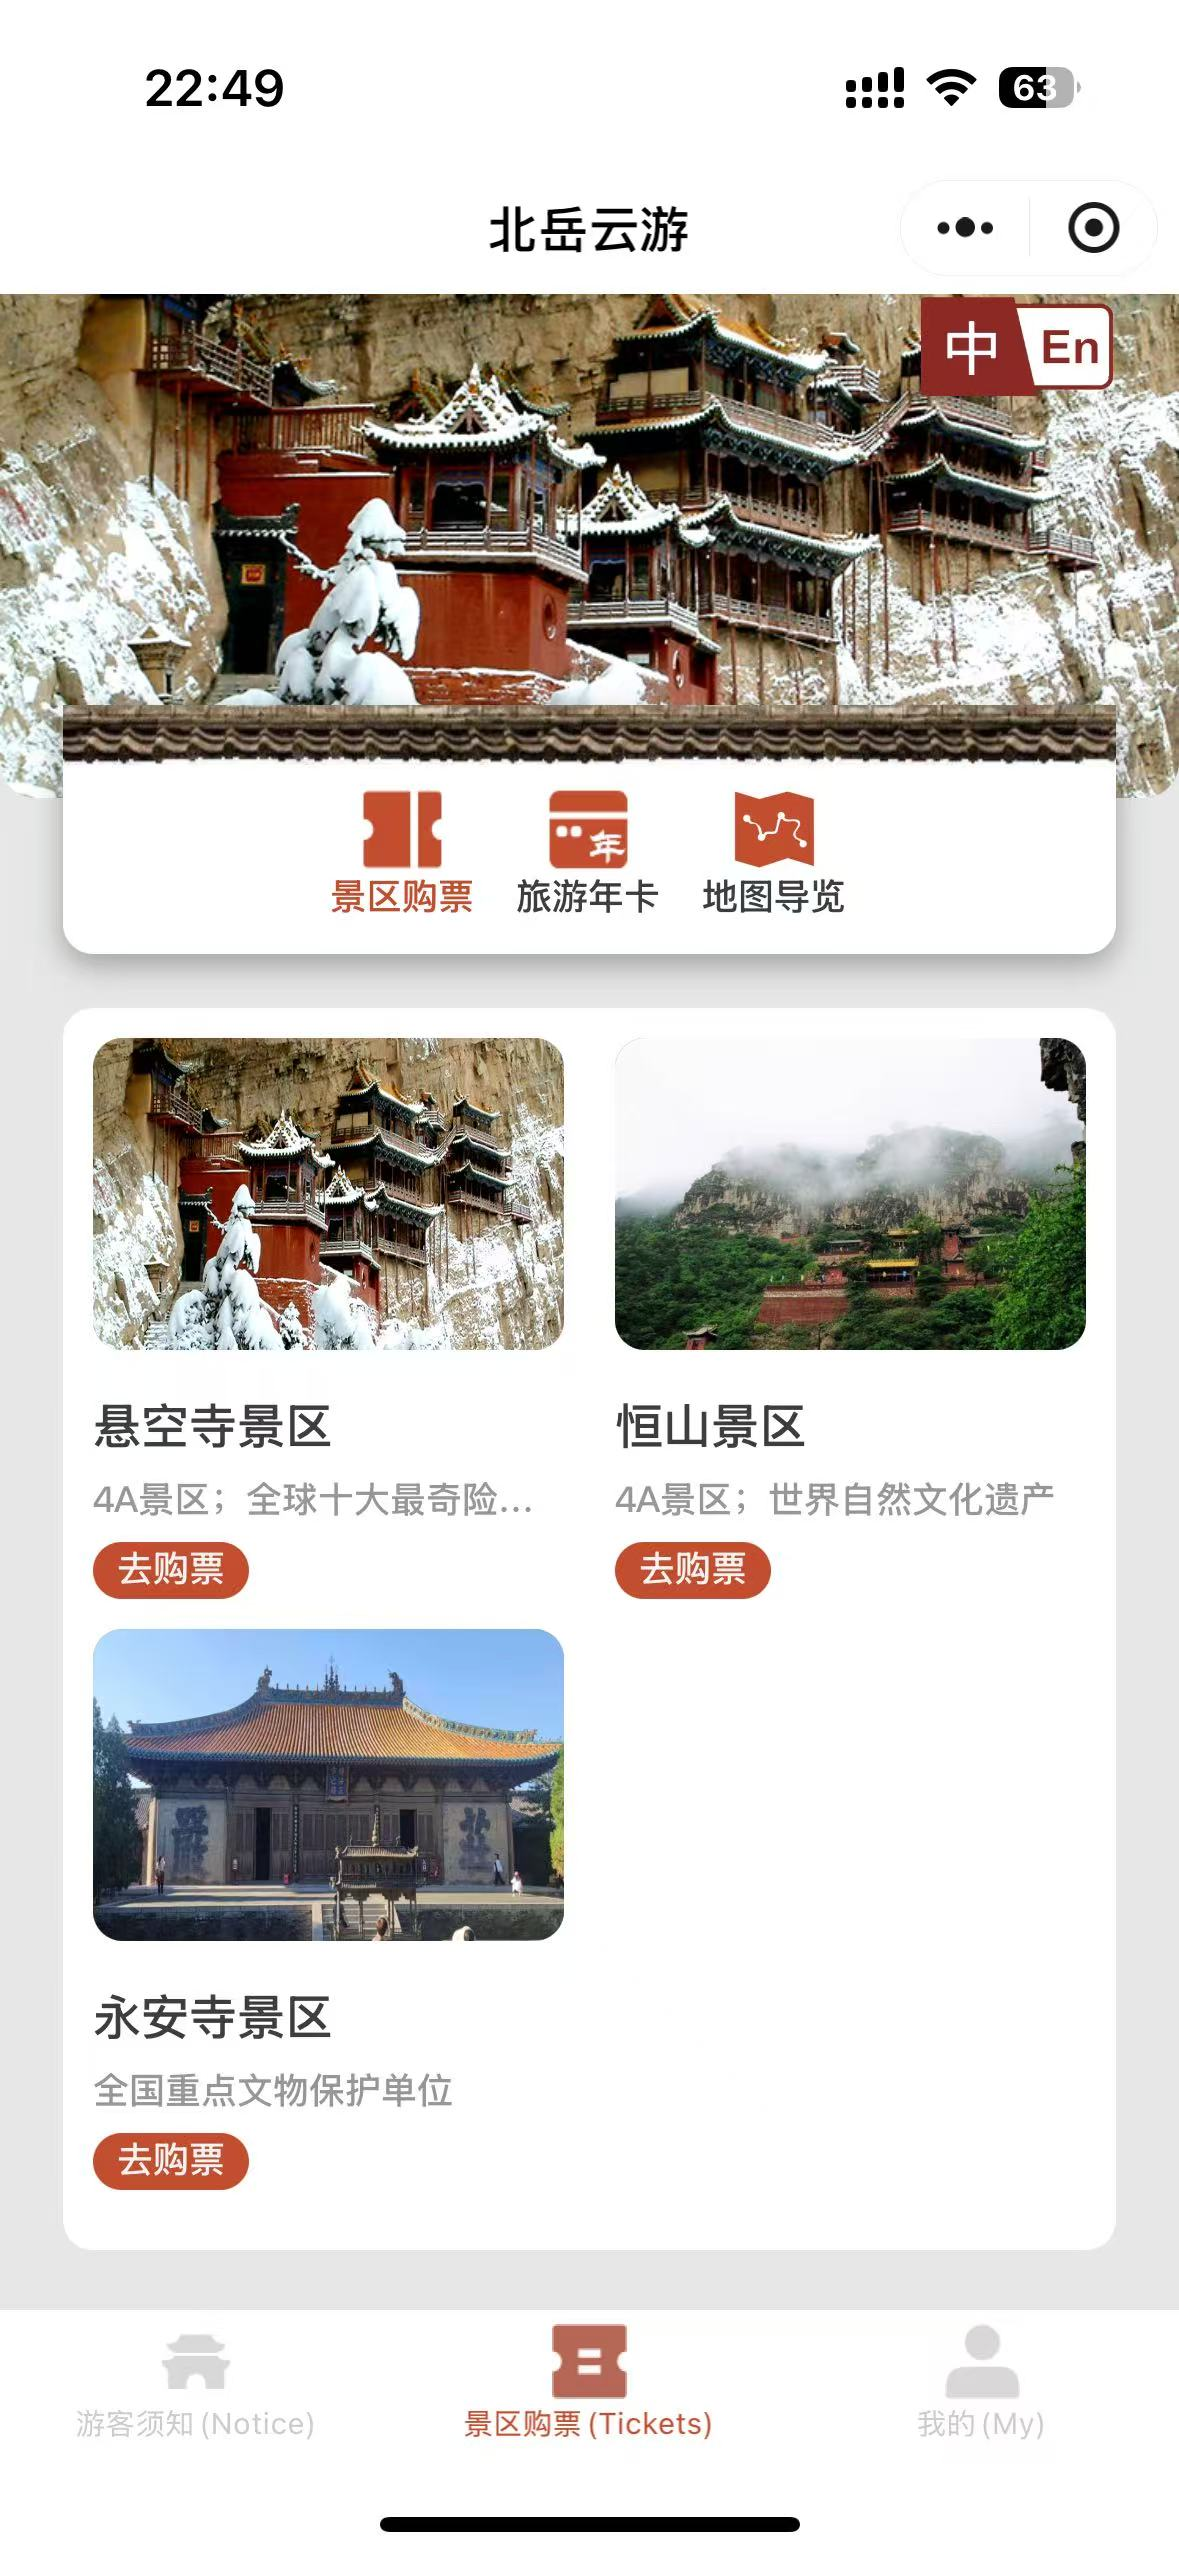 22:49
63
北岳云游
中 En
年
景区购票 旅游年卡 地图导览
悬空寺景区
4A景区；全球十大最奇险...
去购票
恒山景区
4A景区；世界自然文化遗产
去购票
永安寺景区
全国重点文物保护单位
去购票
游客须知(Notice) 景区购票(Tickets) 我的(My)